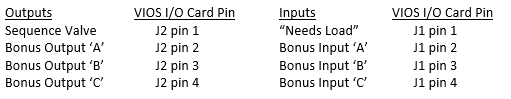 Outputs VIOS I/O Card Pin Inputs VIOS I/O Card Pin
Sequence Valve J2 pin 1 “Needs Load” J1 pin 1
Bonus Output ‘A’ J2 pin 2 Bonus Input ‘A’ J1 pin 2
Bonus Output ‘B’ J2 pin 3 Bonus Input ‘B’ J1 pin 3
Bonus Output ‘C’ J2 pin 4 Bonus Input ‘C’ J1 pin 4